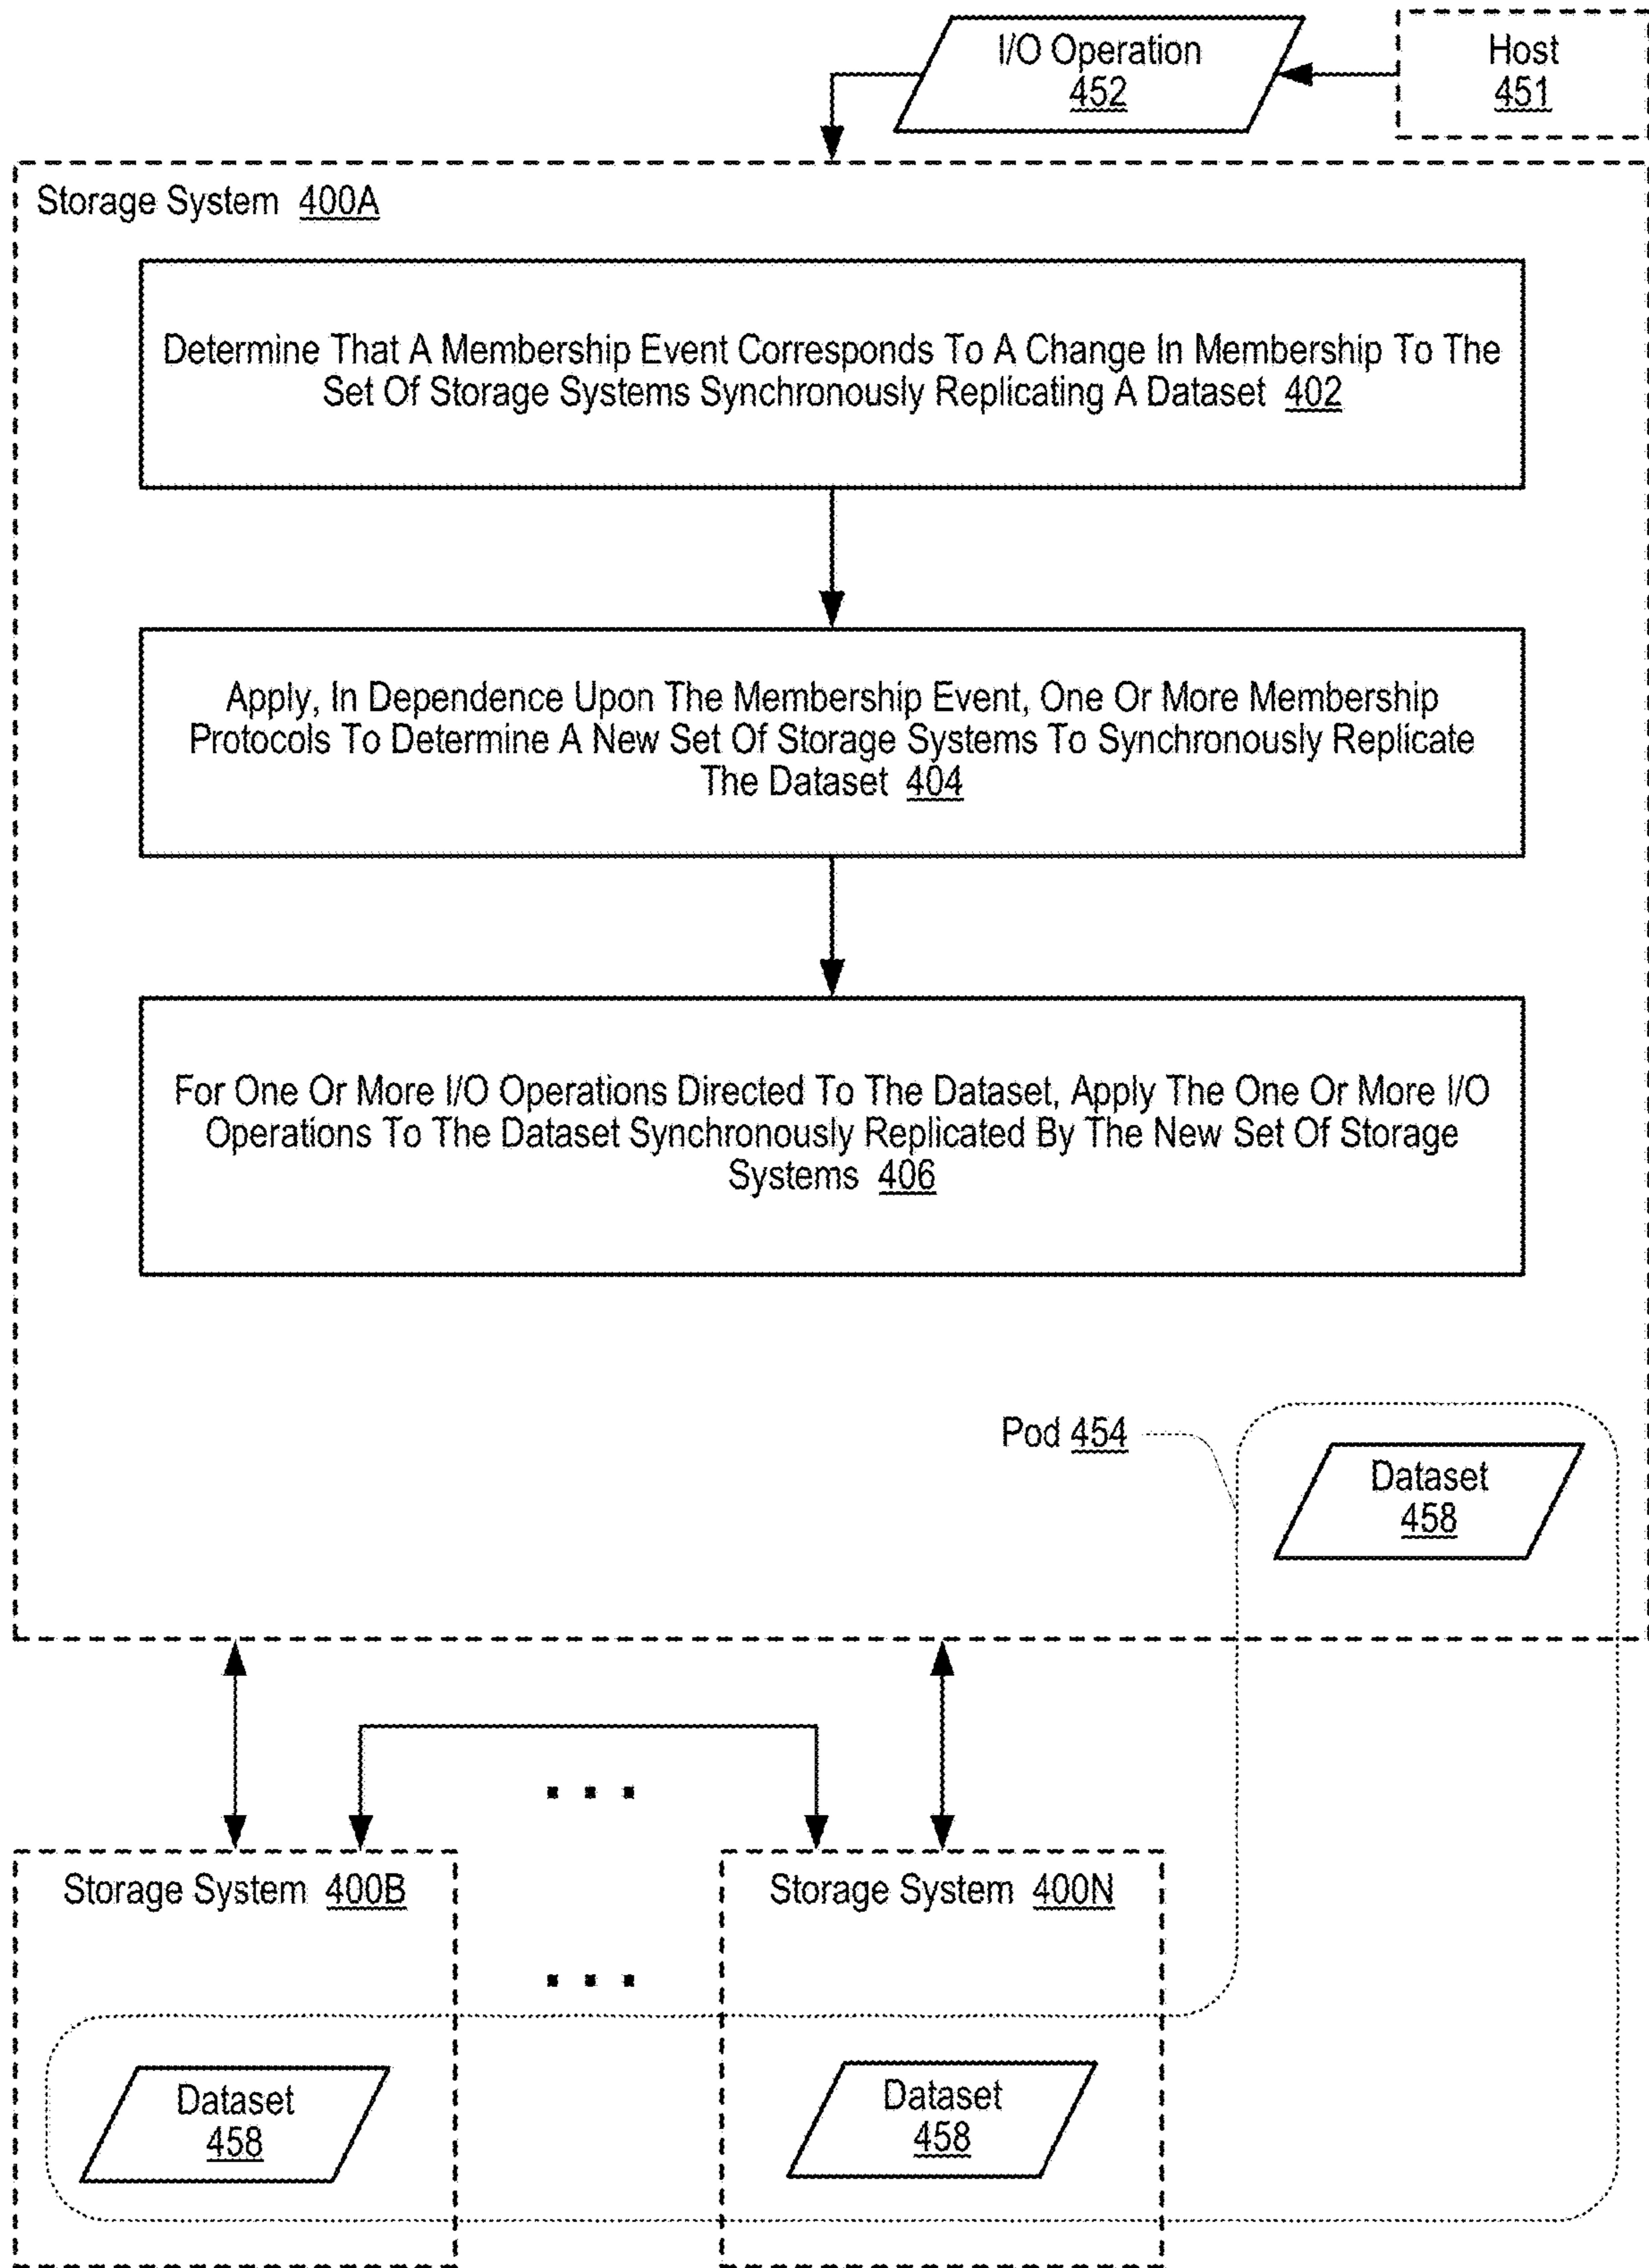 I/O Operation
452
Host
451
Storage System 400A
Determine That A Membership Event Corresponds To A Change In Membership To The
Set Of Storage Systems Synchronously Replicating A Dataset 402
Apply, In Dependence Upon The Membership Event, One Or More Membership
Protocols To Determine A New Set Of Storage Systems To Synchronously Replicate
The Dataset 404
For One Or More I/O Operations Directed To The Dataset, Apply The One Or More I/O
Operations To The Dataset Synchronously Replicated By The New Set Of Storage
Systems 406
Pod 454
Dataset
458
. . .
Storage System 400B
Storage System 400N
. . .
Dataset
458
Dataset
458